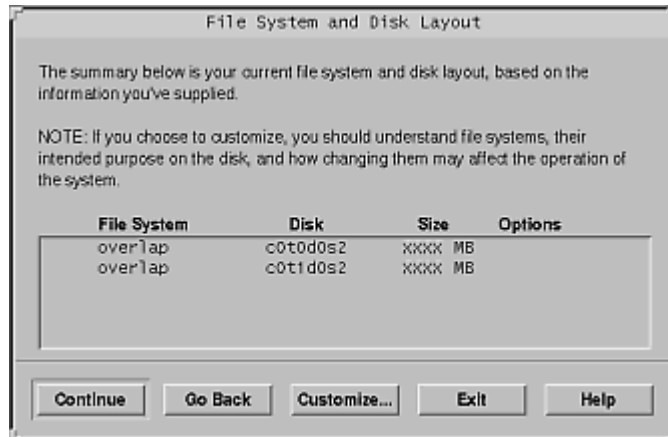 File System and Disk Layout
The summary below is your current file system and disk layout, based on the
information you've supplied.
NOTE: If you choose to customize, you should understand file systems, their
intended purpose on the disk, and how changing them may affect the operation of
the system.
File System Disk Size Options
overlap c0t0d0s2 xxxx MB
overlap c0t1d0s2 xxxx MB
Continue Go Back Customize... Exit Help